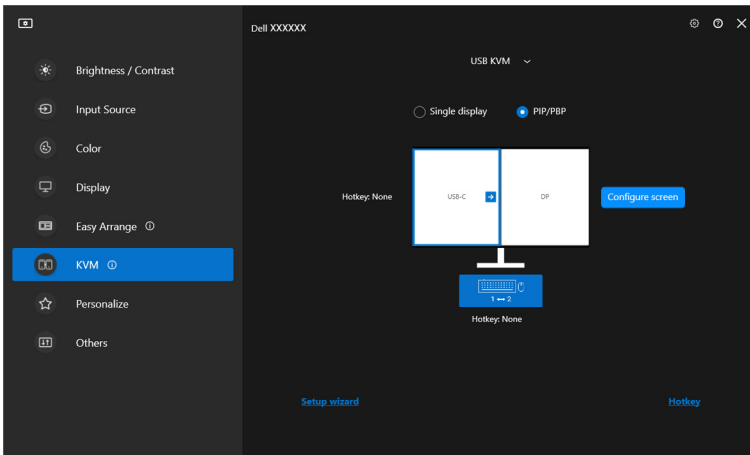 Dell XXXXXX
Brightness / Contrast
Input Source
Color
Display
Easy Arrange
KVM
Personalize
Others
USB KVM
Single display
PIP/PBP
Hotkey: None
USB-C
DP
Configure screen
1 ↔ 2
Hotkey: None
Setup wizard
Hotkey